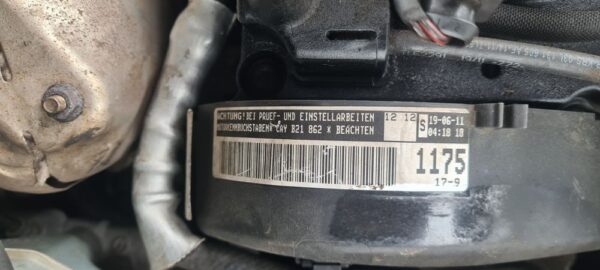 ACHTUNG! BEI PRUEF- UND EINSTELLARBEITEN
MOTORKENNBUCHSTABEN CAY B21 862 X BEACHTEN
12 12
S
19-06-11
04:18 18
1175
17-9